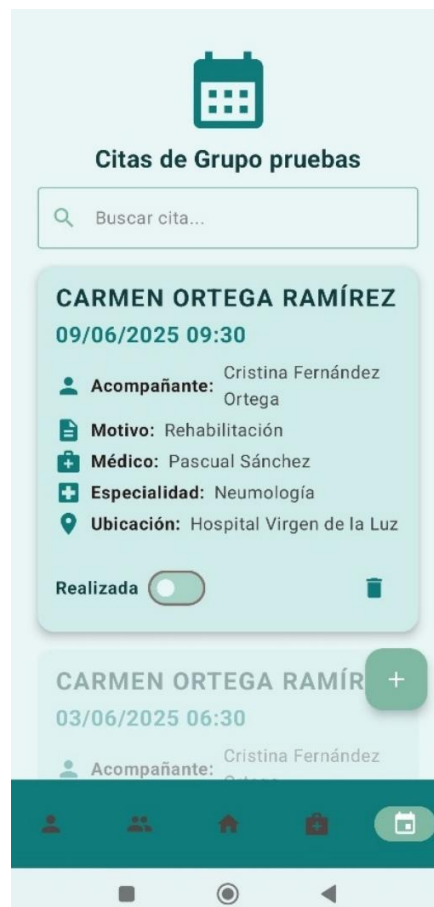 Citas de Grupo pruebas
Buscar cita...
CARMEN ORTEGA RAMÍREZ
09/06/2025 09:30
Acompañante: Cristina Fernández
Ortega
Motivo: Rehabilitación
Médico: Pascual Sánchez
Especialidad: Neumología
Ubicación: Hospital Virgen de la Luz
Realizada
CARMEN ORTEGA RAMÍR
+
03/06/2025 06:30
Acompañante: Cristina Fernández